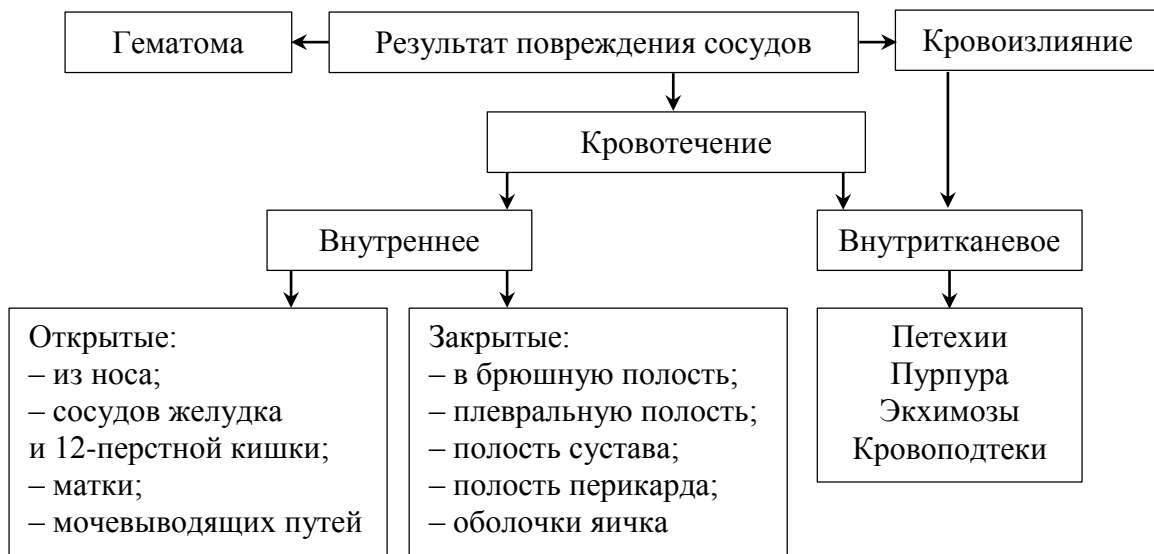 Гематома
Результат повреждения сосудов
Кровоизлияние
Кровотечение
Внутреннее
Внутритканевое
Открытые:
– из носа;
– сосудов желудка
и 12-перстной кишки;
– матки;
– мочевыводящих путей
Закрытые:
– в брюшную полость;
– плевральную полость;
– полость сустава;
– полость перикарда;
– оболочки яичка
Петехии
Пурпура
Экхимозы
Кровоподтеки